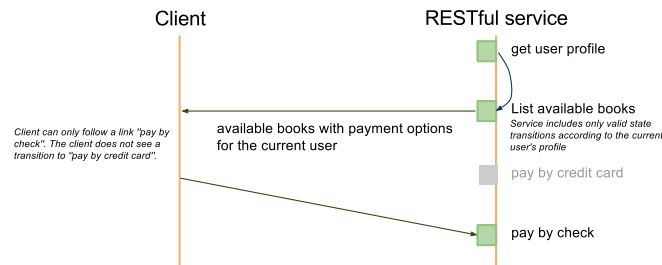 Client
RESTful service
get user profile
List available books
Service includes only valid state
transitions according to the current
user's profile
available books with payment options
for the current user
Client can only follow a link "pay by
check". The client does not see a
transition to "pay by credit card".
pay by credit card
pay by check